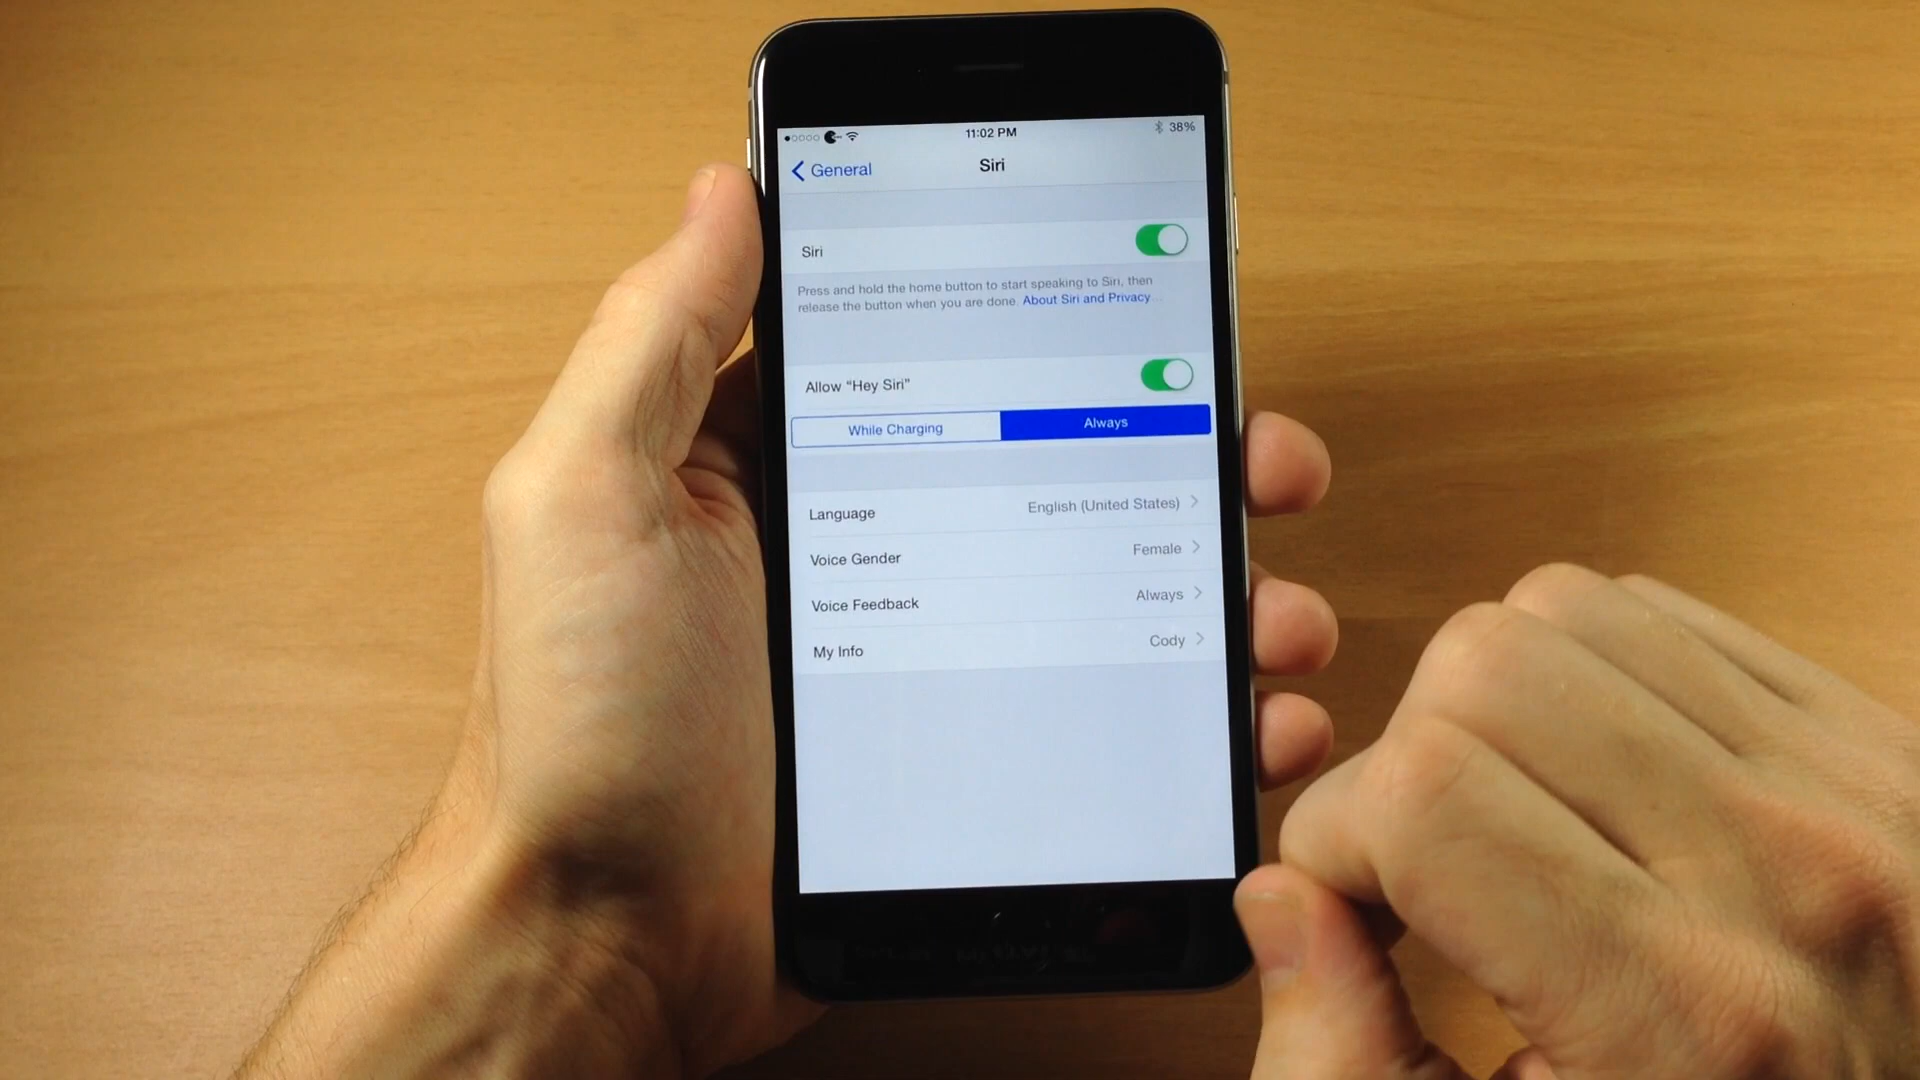 11:02 PM
38%
General
Siri
Siri
Press and hold the home button to start speaking to Siri, then
release the button when you are done. About Siri and Privacy...
Allow “Hey Siri”
While Charging
Always
Language
English (United States)
Voice Gender
Female
Voice Feedback
Always
My Info
Cody